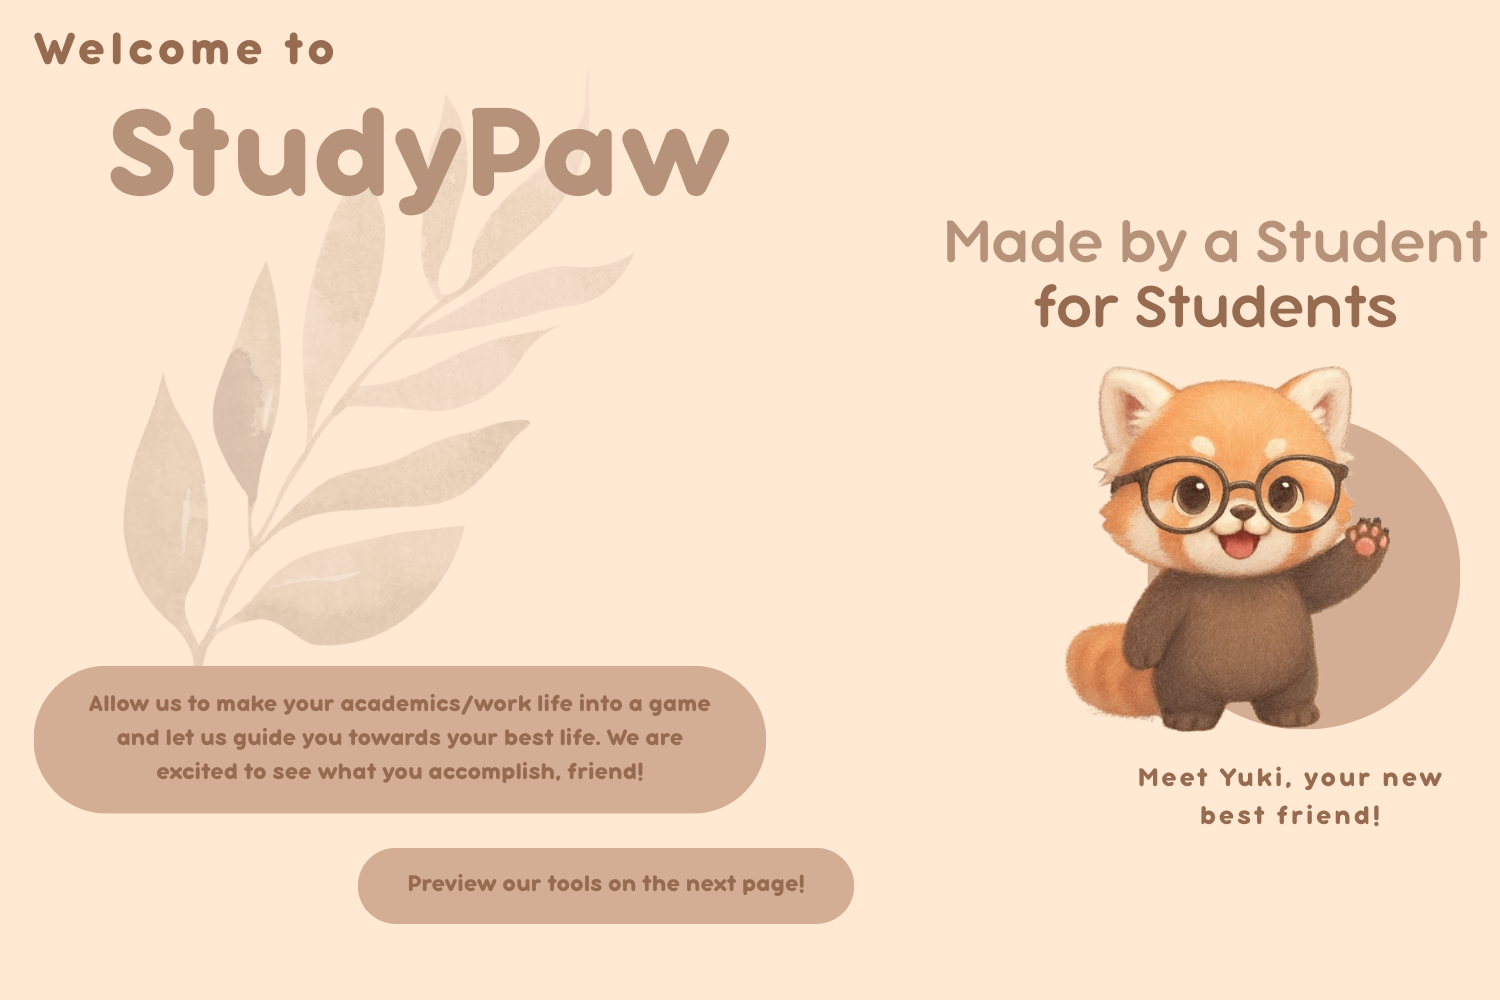 Welcome to
StudyPaw
Made by a Student
for Students
Allow us to make your academics/work life into a game
and let us guide you towards your best life. We are
excited to see what you accomplish, friend!
Meet Yuki, your new
best friend!
Preview our tools on the next page!